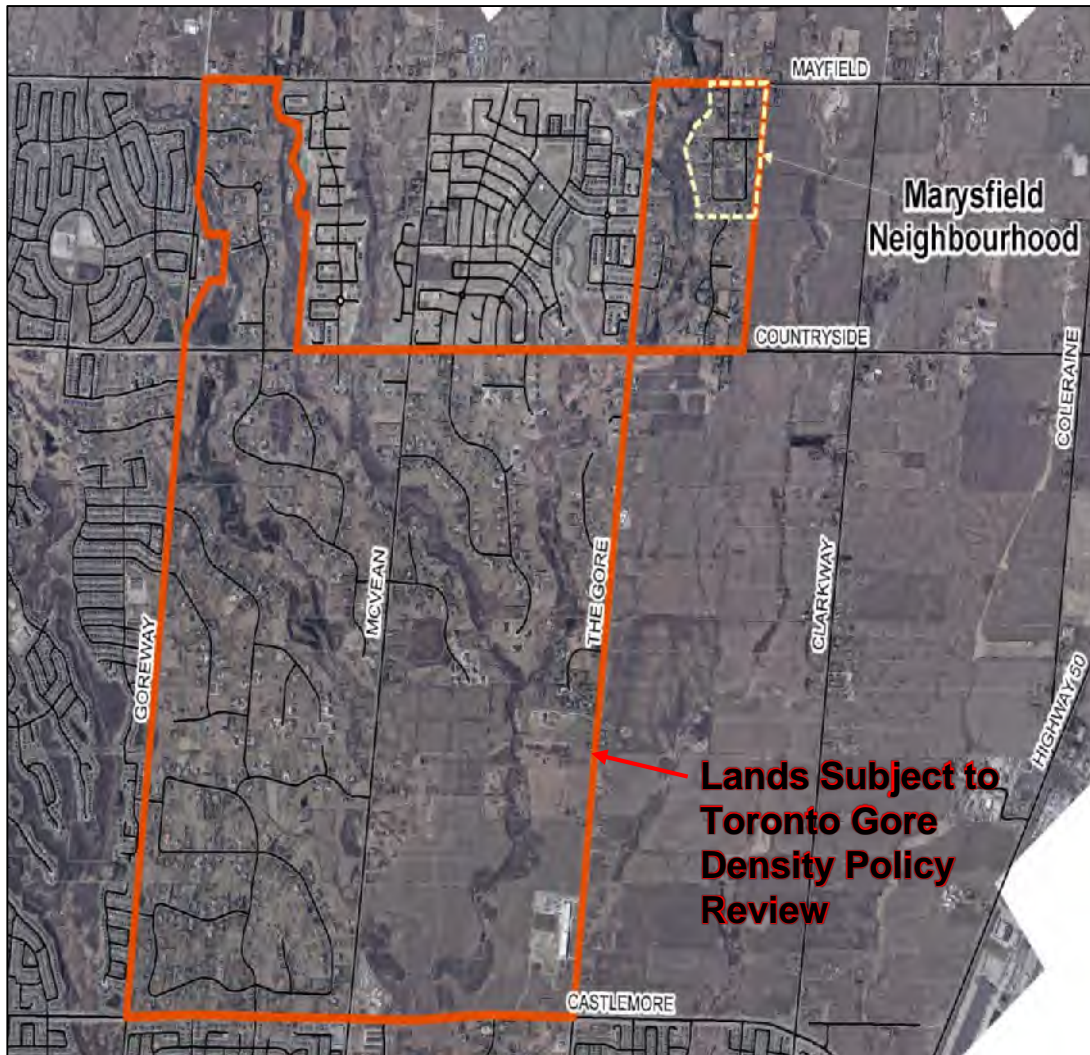 MAYFIELD
Marysfield
Neighbourhood
COUNTRYSIDE
COLERAINE
THE GORE
MCVEAN
CLARKWAY
GOREWAY
HIGHWAY 50
Lands Subject to
Toronto Gore
Density Policy
Review
CASTLEMORE